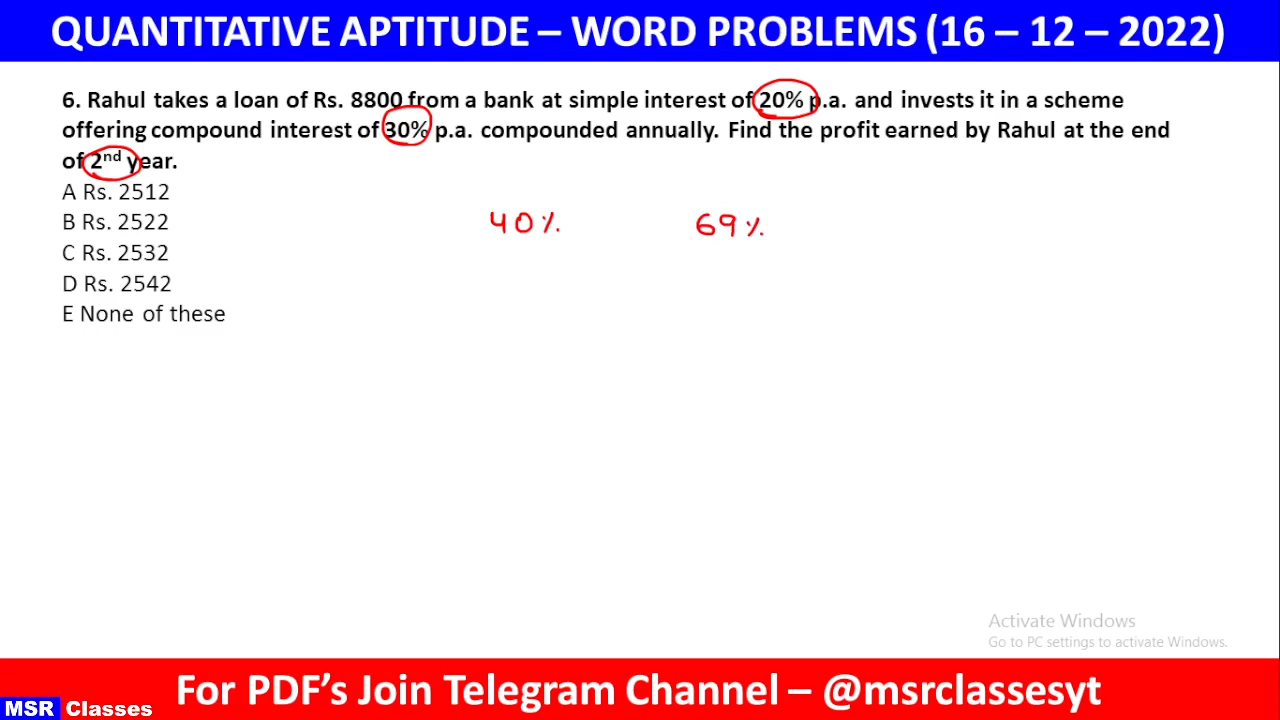 QUANTITATIVE APTITUDE – WORD PROBLEMS (16 – 12 – 2022)
6. Rahul takes a loan of Rs. 8800 from a bank at simple interest of 20% p.a. and invests it in a scheme
offering compound interest of 30% p.a. compounded annually. Find the profit earned by Rahul at the end
of 2nd year.
A Rs. 2512
B Rs. 2522
C Rs. 2532
D Rs. 2542
E None of these
40% 69%
Activate Windows
Go to PC settings to activate Windows.
For PDF’s Join Telegram Channel – @msrclassesyt
MSR Classes